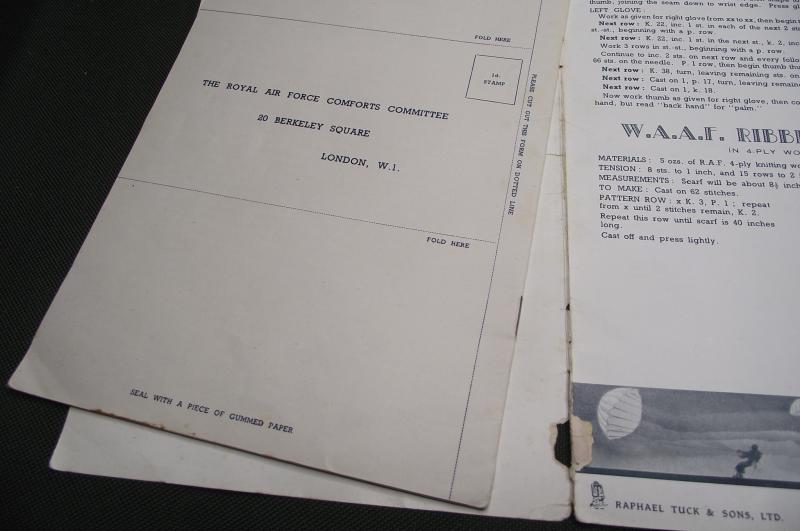 FOLD HERE
1d.
STAMP
THE ROYAL AIR FORCE COMFORTS COMMITTEE
20 BERKELEY SQUARE
LONDON, W.1.
PLEASE CUT OUT THIS FORM ON DOTTED LINE
FOLD HERE
SEAL WITH A PIECE OF GUMMED PAPER
thumb, joining the seam down to wrist edge. Press
LEFT GLOVE:
Work as given for right glove from xx to xx, then begin
Next row: K. 22, inc. 1 st. in each of the next 2
st.-st., beginning with a p. row.
Next row: K. 22, inc. 1 st. in the next st., k. 2, inc.
Work 3 rows in st.-st., beginning with a p. row.
Continue to inc. 2 sts. on next row and every
66 sts. on the needle. P. 1 row, then begin thumb
Next row: K. 38, turn, leaving remaining sts. on
Next row: Cast on 1, p. 17, turn, leaving
Next row: Cast on 1, k. 18.
Now work thumb as given for right glove, then
hand, but read "back hand" for "palm."
W.A.A.F.
IN 4-PLY
MATERIALS: 5 ozs. of R.A.F. 4-ply knitting
TENSION: 8 sts. to 1 inch, and 15 rows to 2
MEASUREMENTS: Scarf will be about 8½
TO MAKE: Cast on 62 stitches.
PATTERN ROW: x K. 3, P. 1; repeat
from x until 2 stitches remain, K. 2.
Repeat this row until scarf is 40 inches
long.
Cast off and press lightly.
RAPHAEL TUCK & SONS, LTD.